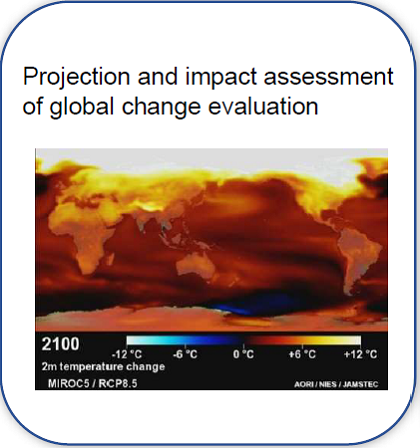 Projection and impact assessment
of global change evaluation
2100
-12 °C -6 °C 0 °C +6 °C +12 °C
2m temperature change
MIROC5 / RCP8.5 AORI / NIES / JAMSTEC